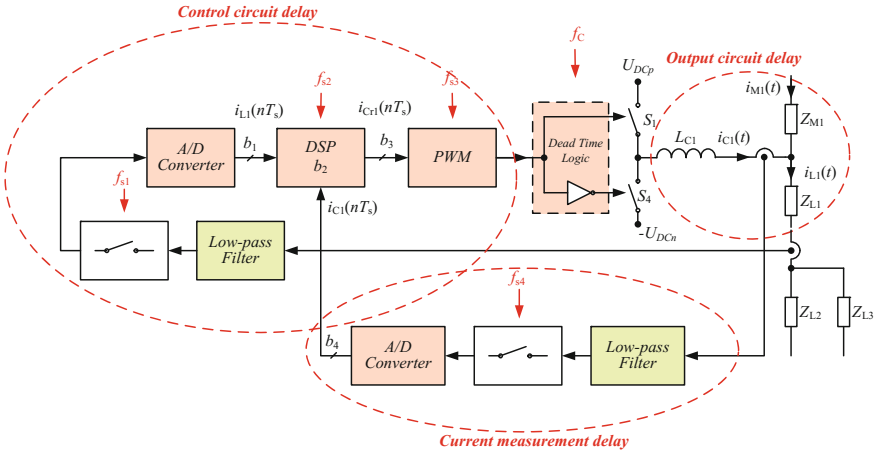 Control circuit delay
f_C
Output circuit delay
U_DCp
i_M1(t)
f_s2
f_s3
i_L1(nT_s)
i_Cr1(nT_s)
S_1
Z_M1
A/D
Converter
b_1
DSP
b_2
b_3
PWM
Dead Time
Logic
L_C1
i_C1(t)
i_L1(t)
f_s1
i_C1(nT_s)
S_4
Z_L1
-U_DCn
Low-pass
Filter
f_s4
Z_L2
Z_L3
b_4
A/D
Converter
Low-pass
Filter
Current measurement delay